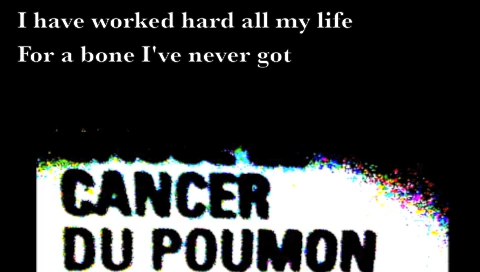 I have worked hard all my life
For a bone I've never got
CANCER
DU POUMON